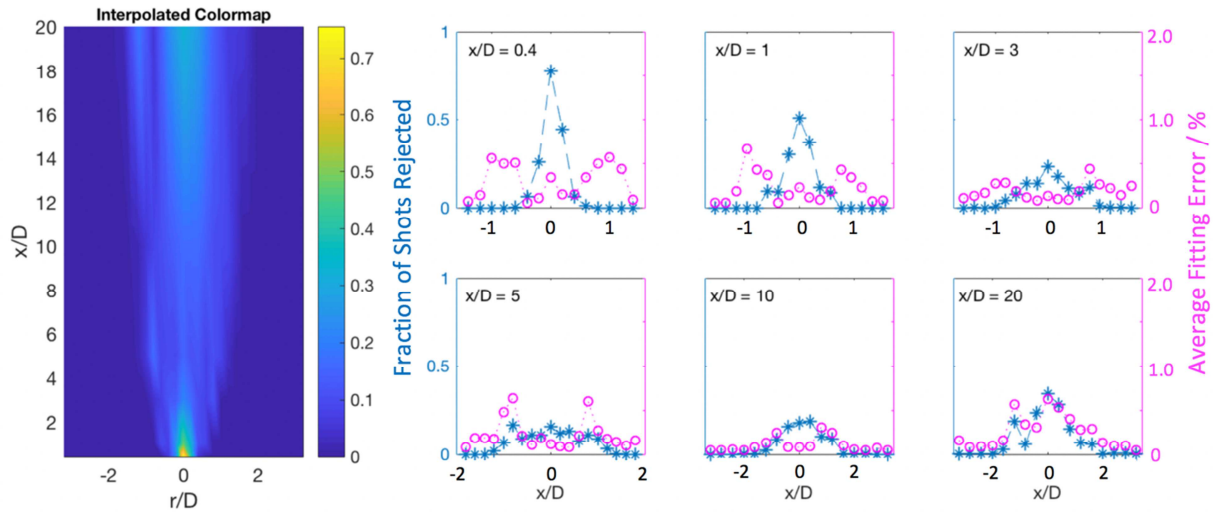 Interpolated Colormap
x/D
20
18
16
14
12
10
8
6
4
2
-2
0
2
r/D
0.7
0.6
0.5
0.4
0.3
0.2
0.1
0
Fraction of Shots Rejected
1
0.5
0
x/D = 0.4
-1 0 1
x/D = 1
-1 0 1
x/D = 3
-1 0 1
2.0
1.0
0
Average Fitting Error / %
1
0.5
0
x/D = 5
-2 -1 0 1 2
x/D
x/D = 10
-2 -1 0 2
x/D
x/D = 20
-2 0 2
x/D
2.0
1.0
0.0